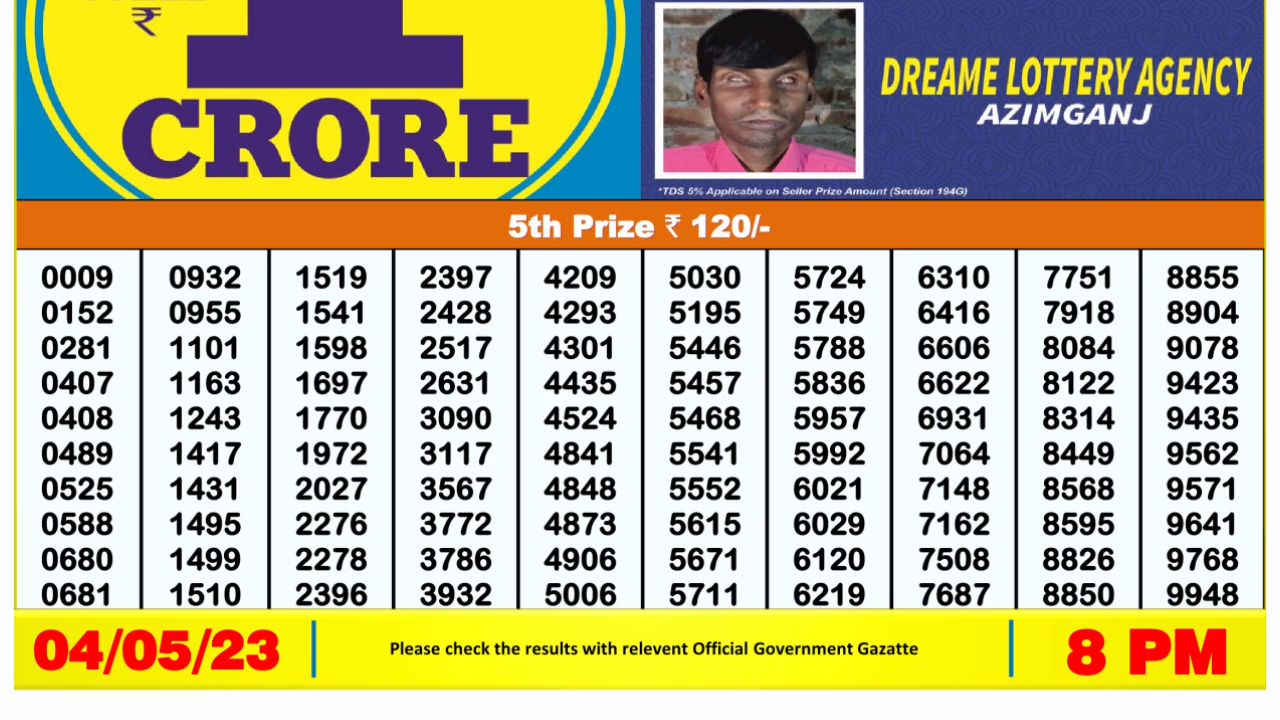 ₹
1
CRORE
DREAME LOTTERY AGENCY
AZIMGANJ
*TDS 5% Applicable on Seller Prize Amount (Section 194G)
5th Prize ₹ 120/-
0009 0932 1519 2397 4209 5030 5724 6310 7751 8855
0152 0955 1541 2428 4293 5195 5749 6416 7918 8904
0281 1101 1598 2517 4301 5446 5788 6606 8084 9078
0407 1163 1697 2631 4435 5457 5836 6622 8122 9423
0408 1243 1770 3090 4524 5468 5957 6931 8314 9435
0489 1417 1972 3117 4841 5541 5992 7064 8449 9562
0525 1431 2027 3567 4848 5552 6021 7148 8568 9571
0588 1495 2276 3772 4873 5615 6029 7162 8595 9641
0680 1499 2278 3786 4906 5671 6120 7508 8826 9768
0681 1510 2396 3932 5006 5711 6219 7687 8850 9948
04/05/23
Please check the results with relevent Official Government Gazatte
8 PM